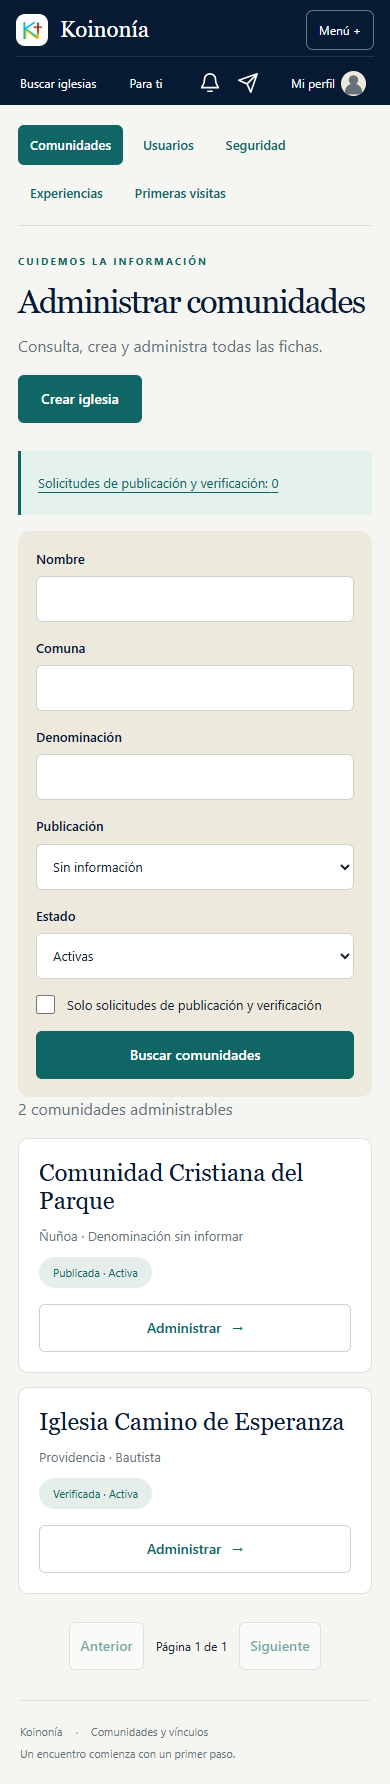 Koinonía
Menú +
Buscar iglesias
Para ti
Mi perfil
Comunidades
Usuarios
Seguridad
Experiencias
Primeras visitas
CUIDEMOS LA INFORMACIÓN
Administrar comunidades
Consulta, crea y administra todas las fichas.
Crear iglesia
Solicitudes de publicación y verificación: 0
Nombre
Comuna
Denominación
Publicación
Sin información
Estado
Activas
Solo solicitudes de publicación y verificación
Buscar comunidades
2 comunidades administrables
Comunidad Cristiana del
Parque
Ñuñoa · Denominación sin informar
Publicada · Activa
Administrar →
Iglesia Camino de Esperanza
Providencia · Bautista
Verificada · Activa
Administrar →
Anterior
Página 1 de 1
Siguiente
Koinonía · Comunidades y vínculos
Un encuentro comienza con un primer paso.